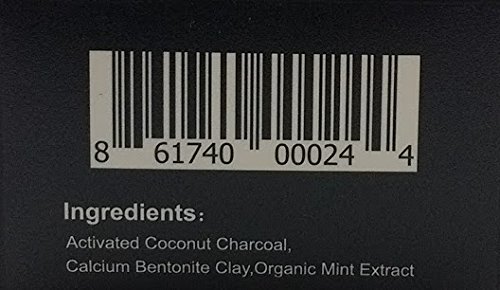 8 61740 00024 4
Ingredients:
Activated Coconut Charcoal,
Calcium Bentonite Clay,Organic Mint Extract